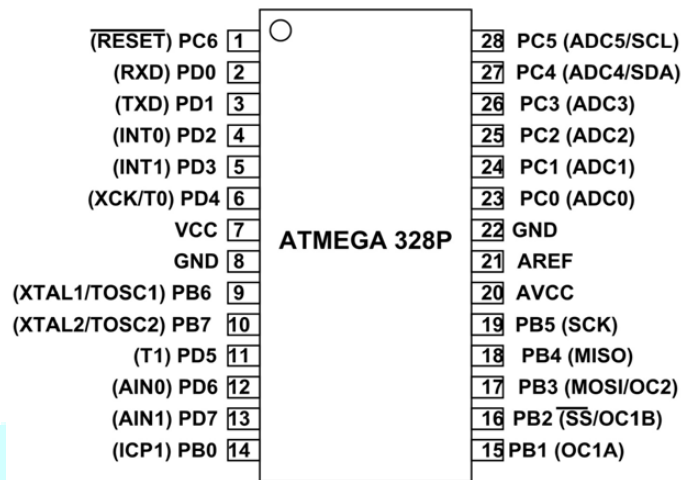 (RESET) PC6 1
(RXD) PD0 2
(TXD) PD1 3
(INT0) PD2 4
(INT1) PD3 5
(XCK/T0) PD4 6
VCC 7
GND 8
(XTAL1/TOSC1) PB6 9
(XTAL2/TOSC2) PB7 10
(T1) PD5 11
(AIN0) PD6 12
(AIN1) PD7 13
(ICP1) PB0 14
ATMEGA 328P
28 PC5 (ADC5/SCL)
27 PC4 (ADC4/SDA)
26 PC3 (ADC3)
25 PC2 (ADC2)
24 PC1 (ADC1)
23 PC0 (ADC0)
22 GND
21 AREF
20 AVCC
19 PB5 (SCK)
18 PB4 (MISO)
17 PB3 (MOSI/OC2)
16 PB2 (SS/OC1B)
15 PB1 (OC1A)